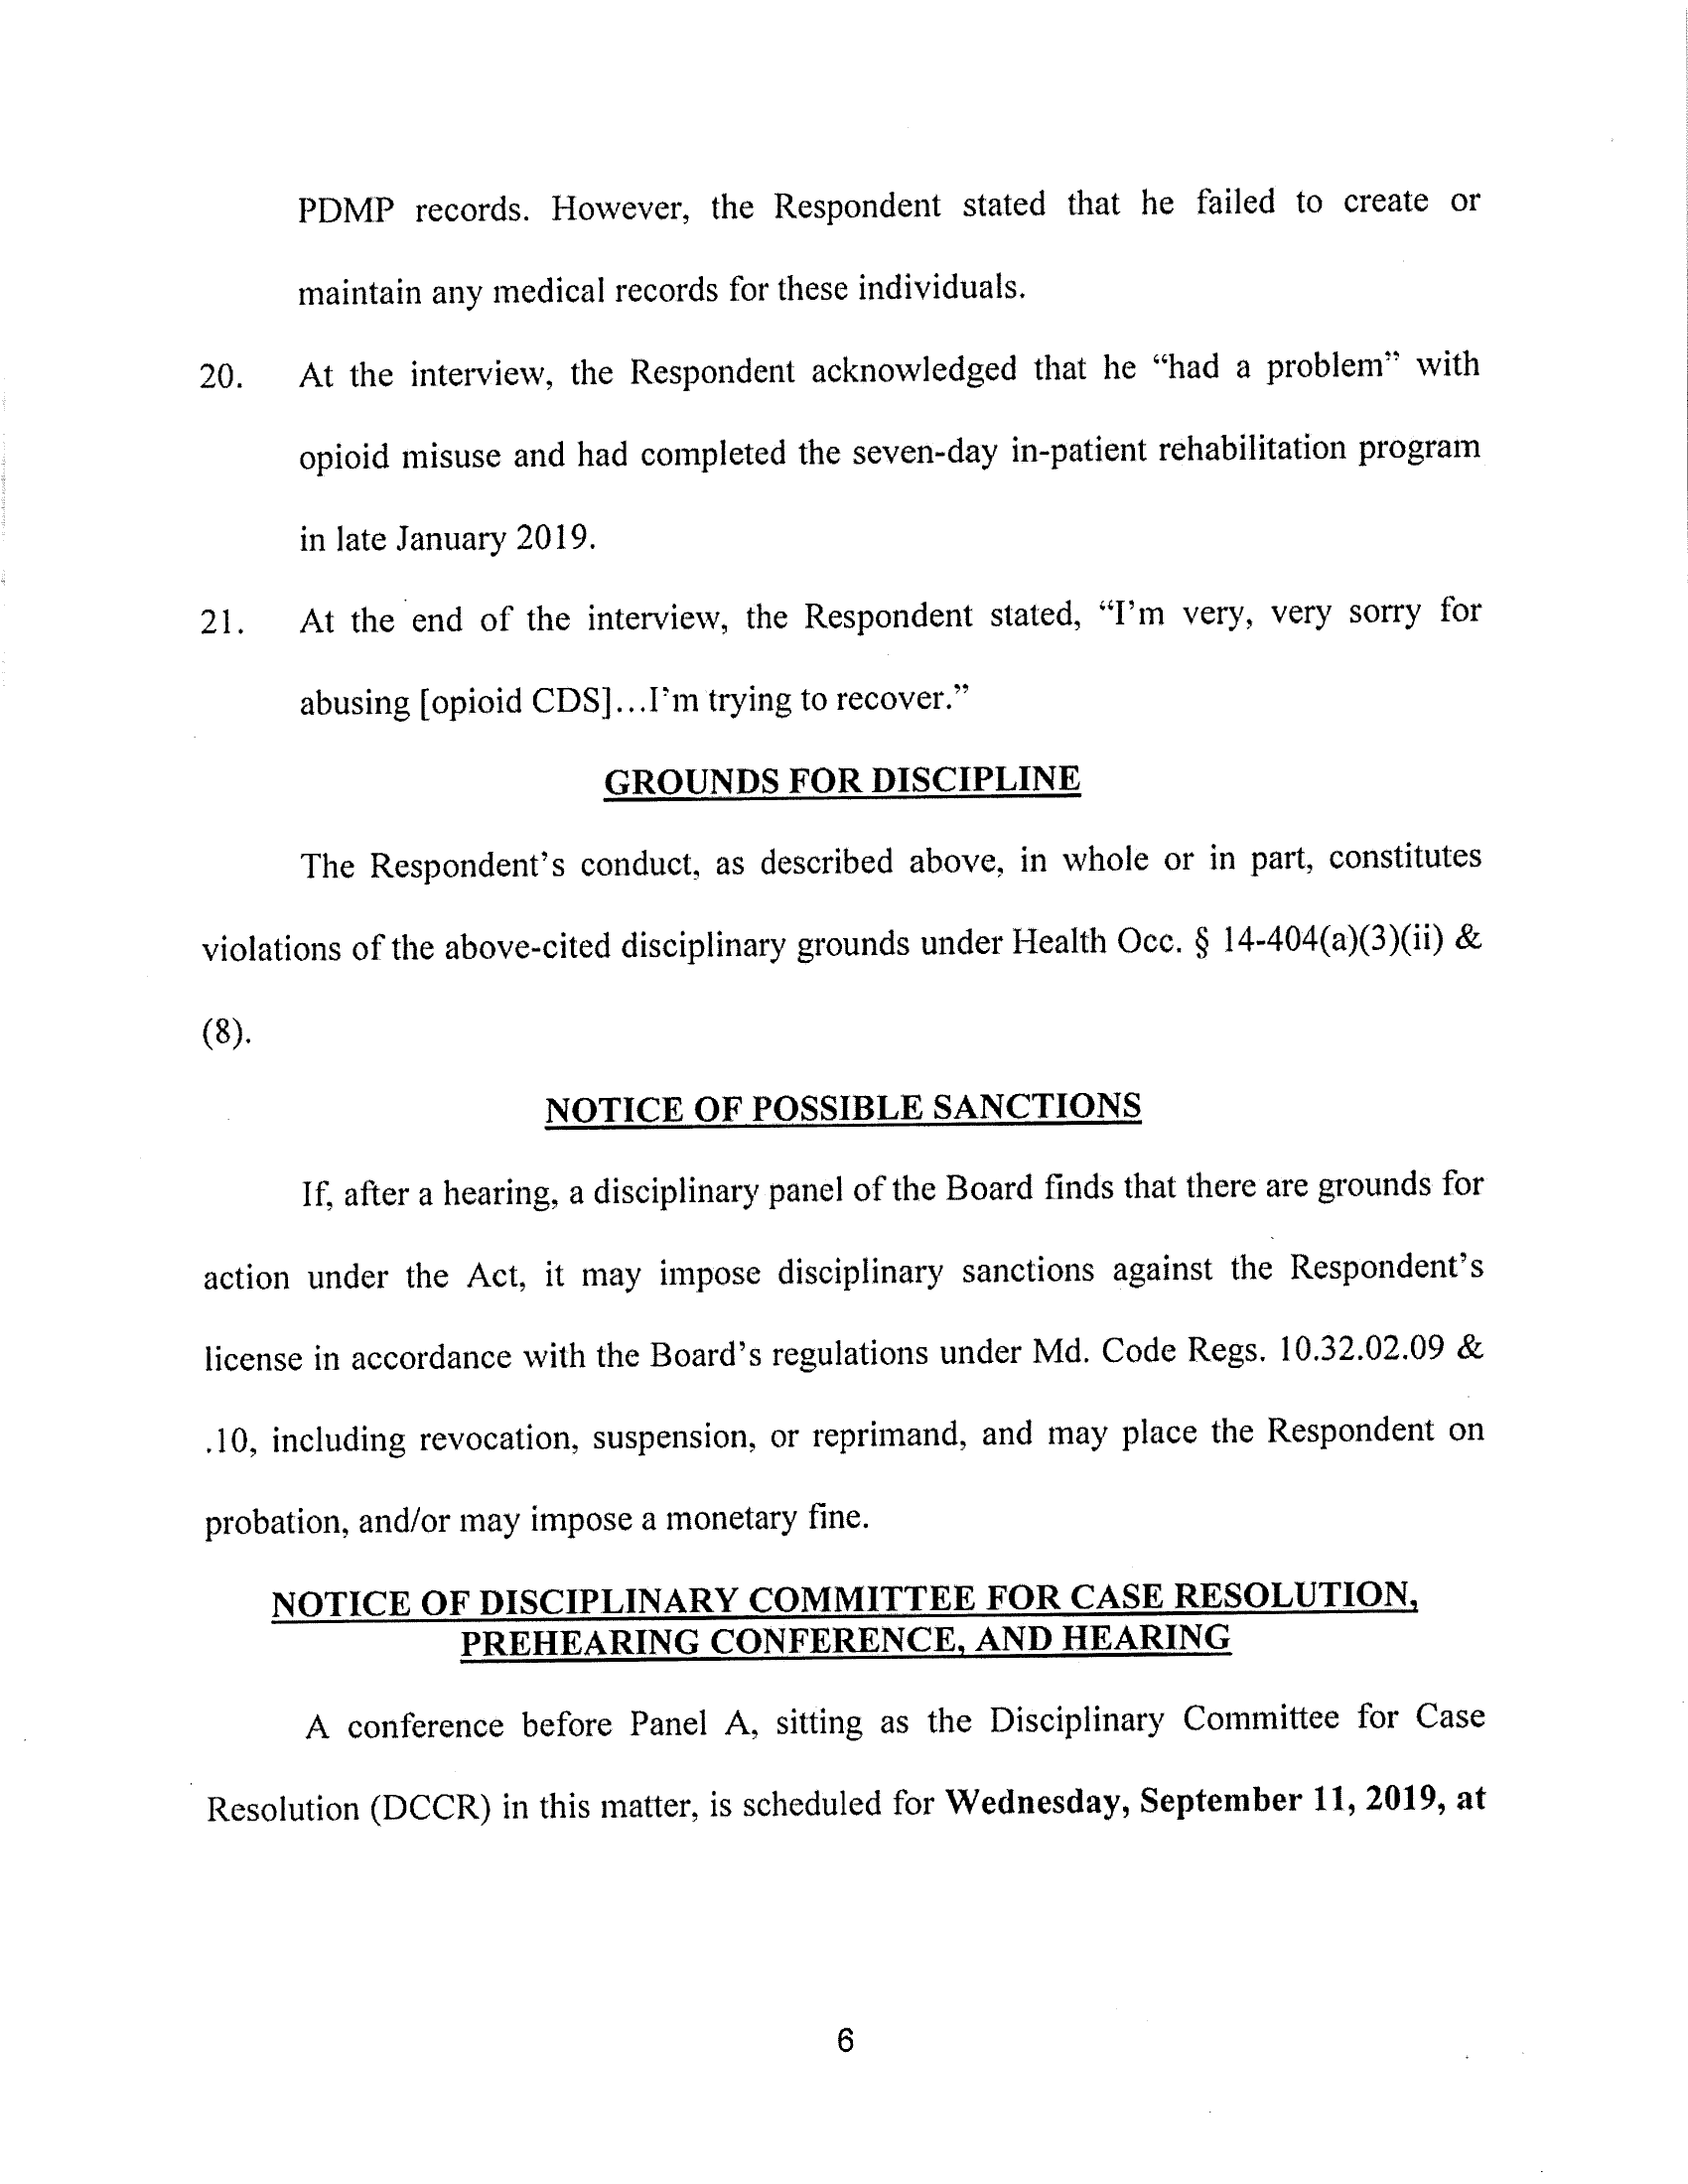 PDMP records. However, the Respondent stated that he failed to create or
maintain any medical records for these individuals.
20. At the interview, the Respondent acknowledged that he “had a problem” with
opioid misuse and had completed the seven-day in-patient rehabilitation program
in late January 2019.
21. At the end of the interview, the Respondent stated, “I’m very, very sorry for
abusing [opioid CDS]...I’m trying to recover.”
GROUNDS FOR DISCIPLINE
The Respondent’s conduct, as described above, in whole or in part, constitutes
violations of the above-cited disciplinary grounds under Health Occ. § 14-404(a)(3)(ii) &
(8).
NOTICE OF POSSIBLE SANCTIONS
If, after a hearing, a disciplinary panel of the Board finds that there are grounds for
action under the Act, it may impose disciplinary sanctions against the Respondent’s
license in accordance with the Board’s regulations under Md. Code Regs. 10.32.02.09 &
.10, including revocation, suspension, or reprimand, and may place the Respondent on
probation, and/or may impose a monetary fine.
NOTICE OF DISCIPLINARY COMMITTEE FOR CASE RESOLUTION,
PREHEARING CONFERENCE, AND HEARING
A conference before Panel A, sitting as the Disciplinary Committee for Case
Resolution (DCCR) in this matter, is scheduled for Wednesday, September 11, 2019, at
6